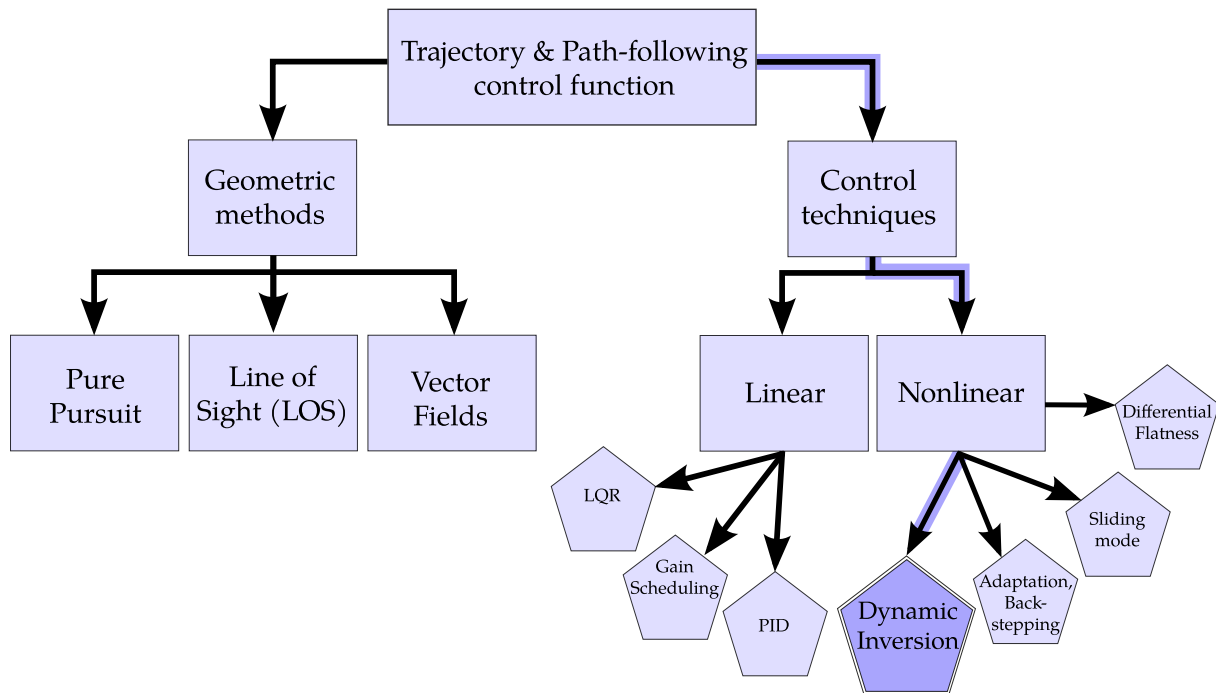 Trajectory & Path-following
control function
Geometric
methods
Control
techniques
Pure
Pursuit
Line of
Sight (LOS)
Vector
Fields
Linear
Nonlinear
Differential
Flatness
LQR
Gain
Scheduling
PID
Dynamic
Inversion
Adaptation,
Back-
stepping
Sliding
mode